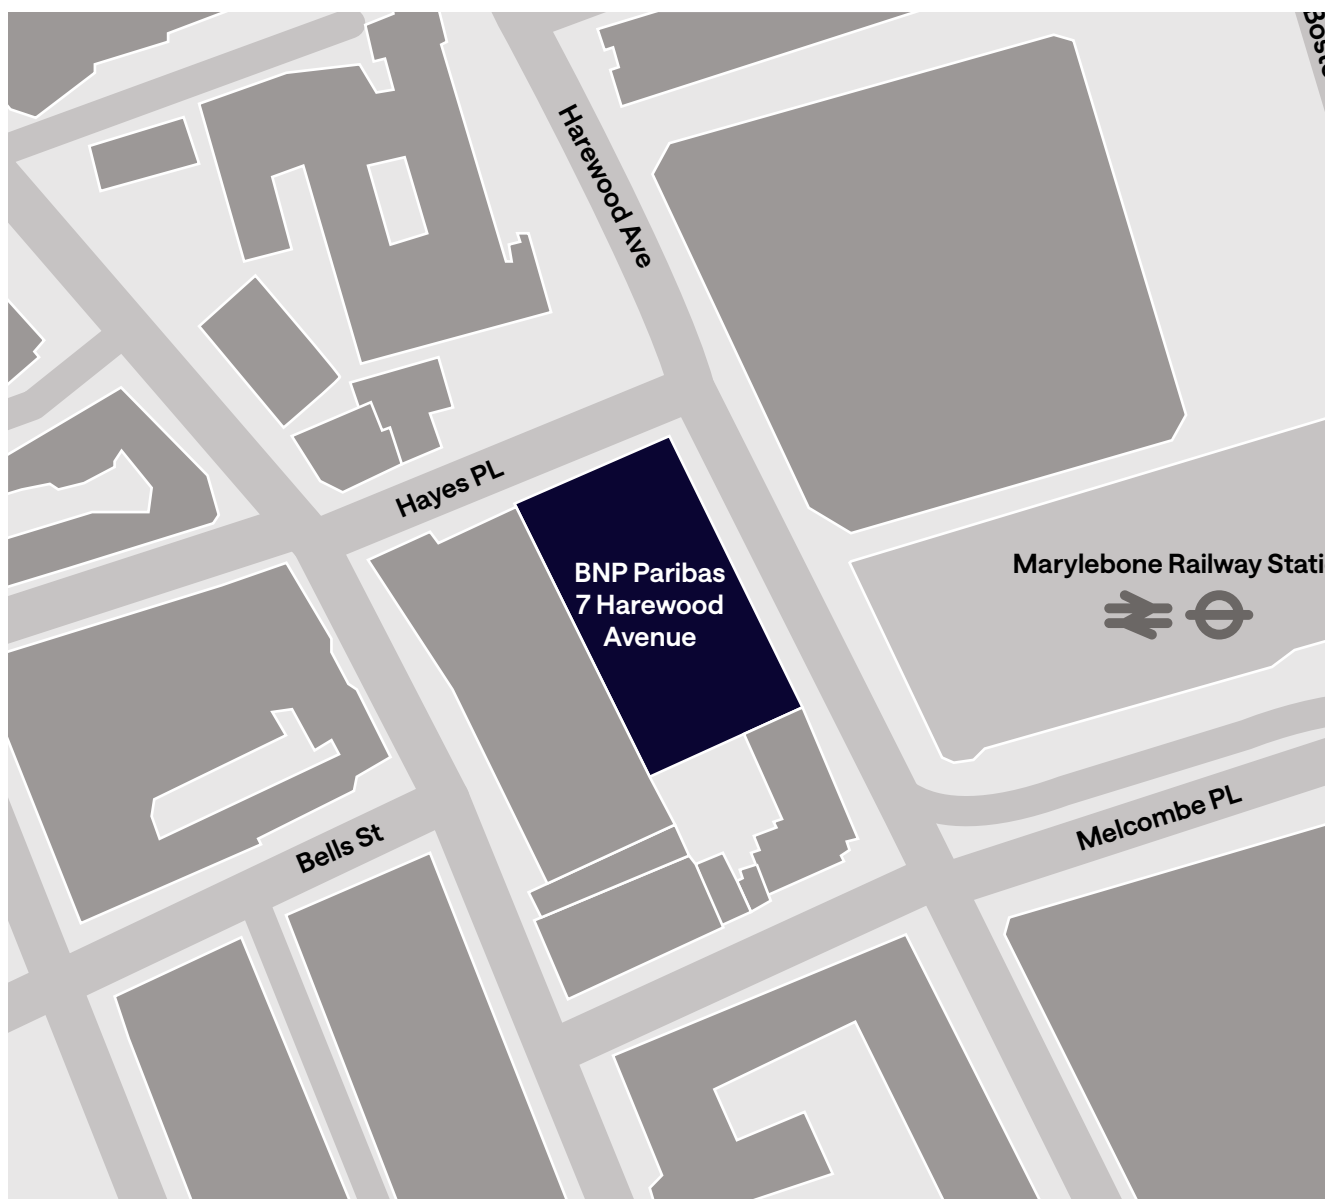 Harewood Ave
Hayes PL
BNP Paribas
7 Harewood
Avenue
Marylebone Railway Stati
Melcombe PL
Bells St